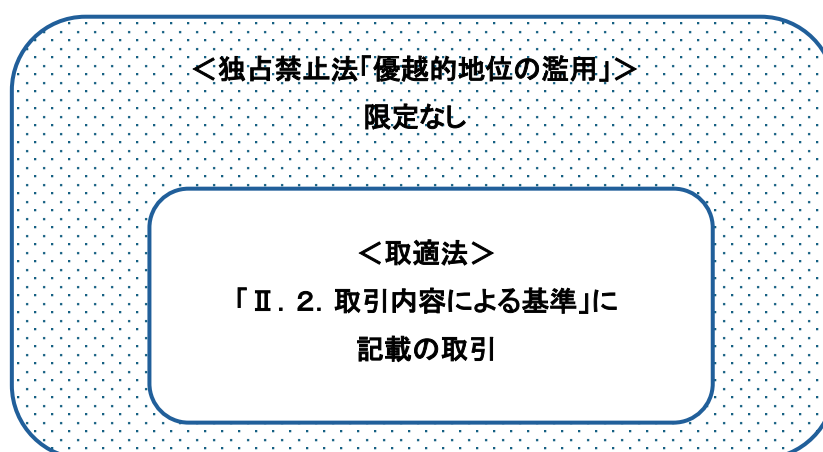 ＜独占禁止法「優越的地位の濫用」＞
限定なし
＜取適法＞
「Ⅱ．２．取引内容による基準」に
記載の取引